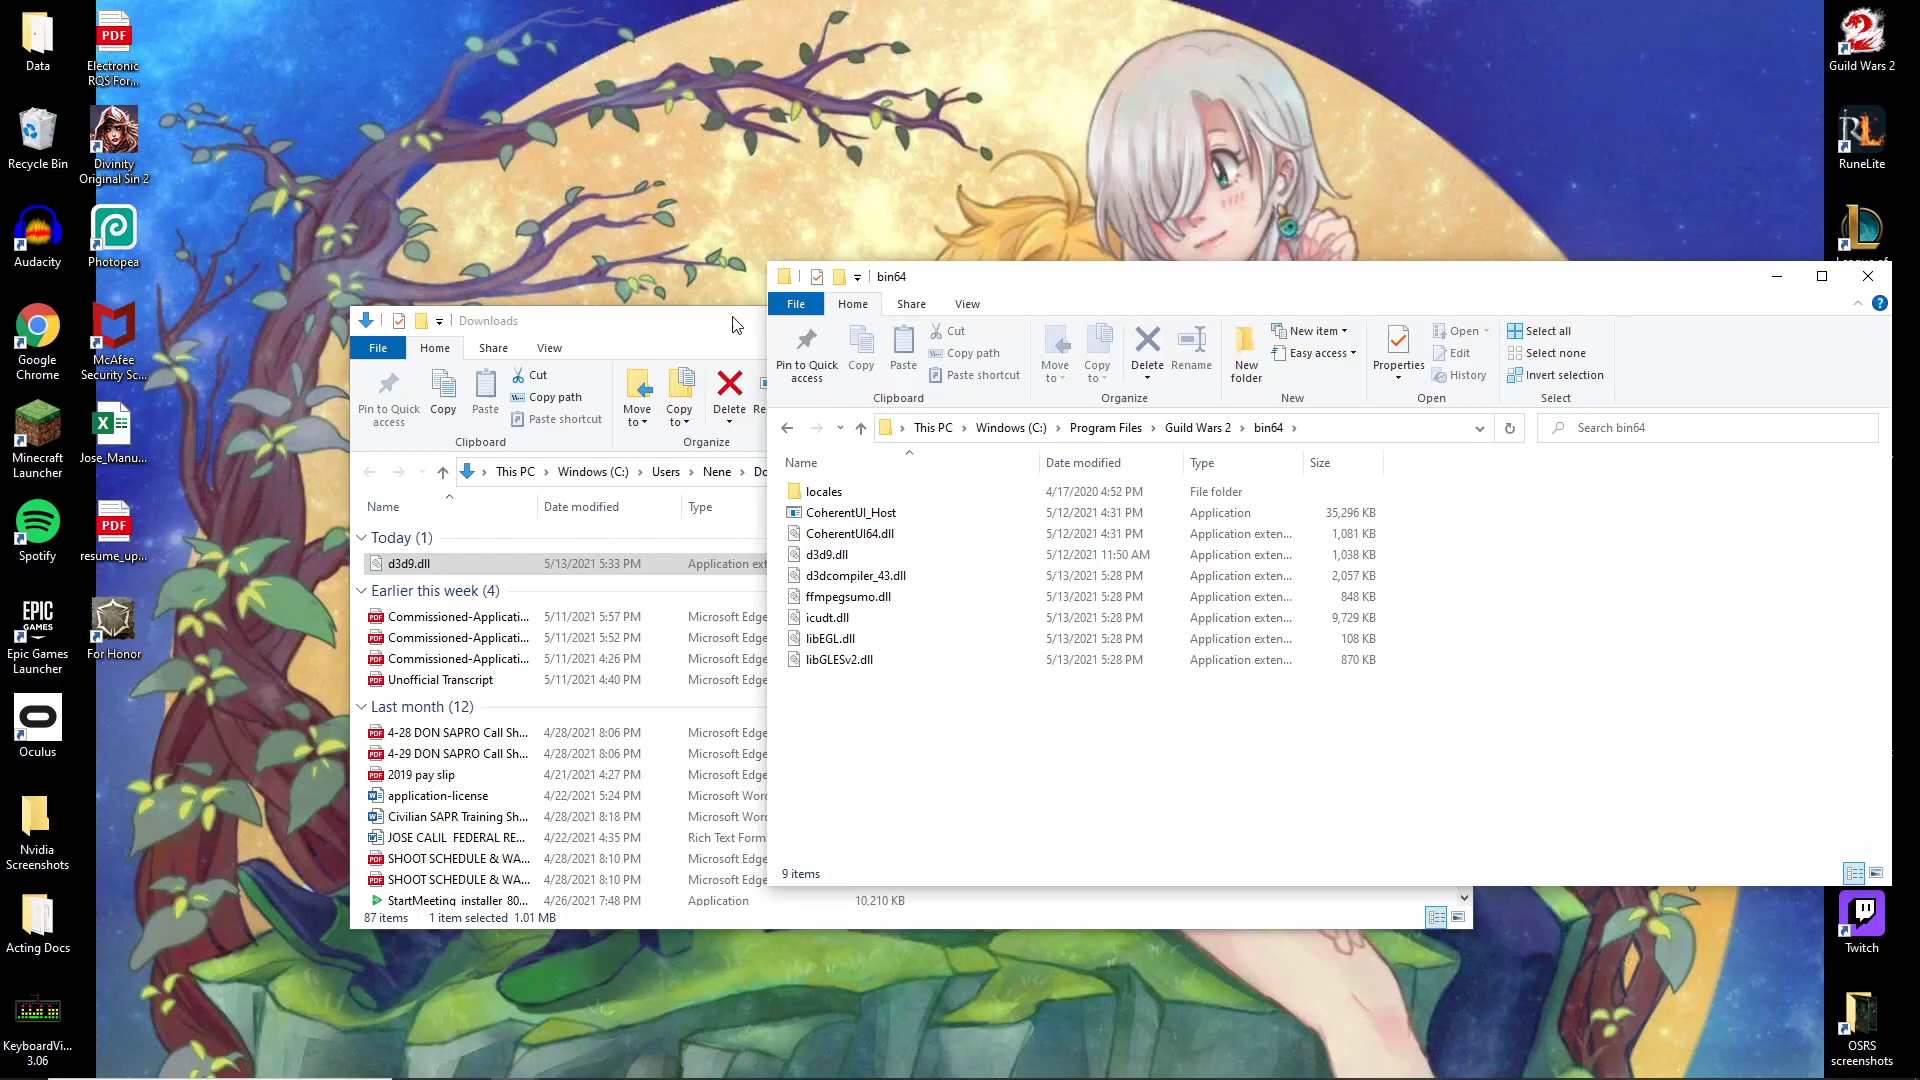 Data
PDF
Electronic
RQS For...
Recycle Bin
Divinity
Original Sin 2
Audacity
Photopea
Google
Chrome
McAfee
Security Sc...
Minecraft
Launcher
Jose_Manu...
Spotify
PDF
resume_up...
EPIC
GAMES
Epic Games
Launcher
For Honor
Oculus
Nvidia
Screenshots
Acting Docs
KeyboardVi...
3.06
Guild Wars 2
RuneLite
Twitch
OSRS
screenshots
Downloads
File
Home
Share
View
Pin to Quick
access
Copy
Paste
Cut
Copy path
Paste shortcut
Clipboard
Move
to
Copy
to
Delete
Re
Organize
This PC
Windows (C:)
Users
Nene
Do
Name
Date modified
Type
Today (1)
d3d9.dll 5/13/2021 5:33 PM Application ext
Earlier this week (4)
Commissioned-Applicati... 5/11/2021 5:57 PM Microsoft Edge
Commissioned-Applicati... 5/11/2021 5:52 PM Microsoft Edge
Commissioned-Applicati... 5/11/2021 4:26 PM Microsoft Edge
Unofficial Transcript 5/11/2021 4:40 PM Microsoft Edge
Last month (12)
4-28 DON SAPRO Call Sh... 4/28/2021 8:06 PM Microsoft Edge
4-29 DON SAPRO Call Sh... 4/28/2021 8:06 PM Microsoft Edge
2019 pay slip 4/21/2021 4:27 PM Microsoft Edge
application-license 4/22/2021 5:24 PM Microsoft Word
Civilian SAPR Training Sh... 4/28/2021 8:18 PM Microsoft Word
JOSE CALIL FEDERAL RE... 4/22/2021 4:35 PM Rich Text Form
SHOOT SCHEDULE & WA... 4/28/2021 8:10 PM Microsoft Edge
SHOOT SCHEDULE & WA... 4/28/2021 8:10 PM Microsoft Edge
StartMeeting_installer_80... 4/26/2021 7:48 PM Application 10,210 KB
87 items 1 item selected 1.01 MB
bin64
File
Home
Share
View
Pin to Quick
access
Copy
Paste
Cut
Copy path
Paste shortcut
Clipboard
Move
to
Copy
to
Delete
Rename
Organize
New
folder
New item
Easy access
New
Properties
Open
Edit
History
Open
Select all
Select none
Invert selection
Select
This PC
Windows (C:)
Program Files
Guild Wars 2
bin64
Search bin64
Name
Date modified
Type
Size
locales 4/17/2020 4:52 PM File folder
CoherentUI_Host 5/12/2021 4:31 PM Application 35,296 KB
CoherentUI64.dll 5/12/2021 4:31 PM Application exten... 1,081 KB
d3d9.dll 5/12/2021 11:50 AM Application exten... 1,038 KB
d3dcompiler_43.dll 5/13/2021 5:28 PM Application exten... 2,057 KB
ffmpegsumo.dll 5/13/2021 5:28 PM Application exten... 848 KB
icudt.dll 5/13/2021 5:28 PM Application exten... 9,729 KB
libEGL.dll 5/13/2021 5:28 PM Application exten... 108 KB
libGLESv2.dll 5/13/2021 5:28 PM Application exten... 870 KB
9 items